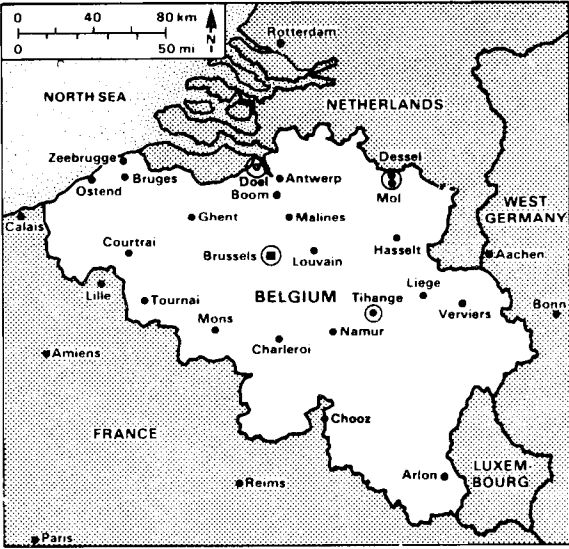 0 40 80 km
0 50 mi
N
Rotterdam
NORTH SEA
NETHERLANDS
Zeebrugge
Dessel
Doel
Antwerp
Bruges
Ostend
Boom
Mol
WEST
GERMANY
Calais
Ghent
Malines
Courtrai
Hasselt
Brussels
Louvain
Aachen
Lille
BELGIUM
Tihange
Liege
Tournai
Verviers
Bonn
Mons
Namur
Charleroi
Amiens
Chooz
FRANCE
Arlon
LUXEM-
BOURG
Reims
Paris